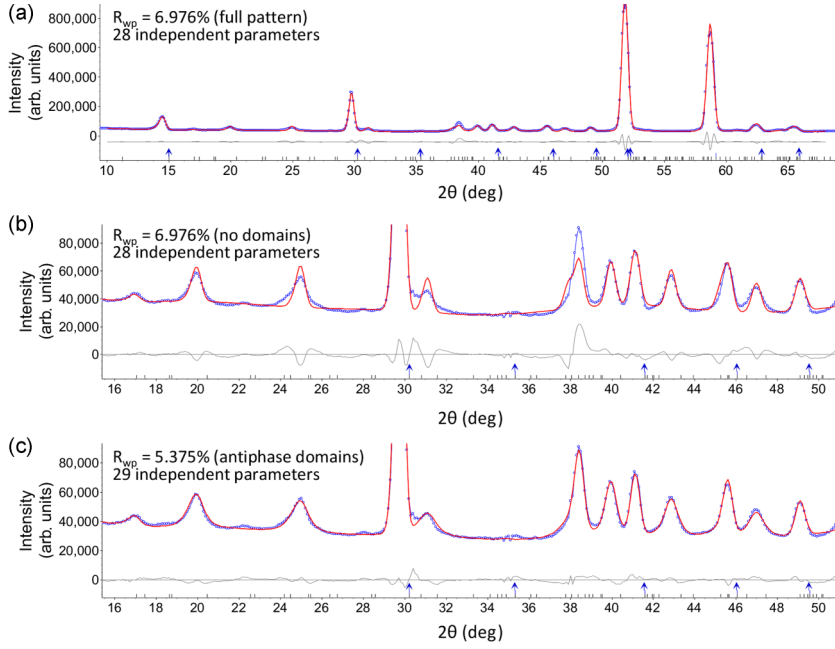 (a)
R_wp = 6.976% (full pattern)
28 independent parameters
Intensity
(arb. units)
800,000
600,000
400,000
200,000
0
10 15 20 25 30 35 40 45 50 55 60 65
2θ (deg)
(b)
R_wp = 6.976% (no domains)
28 independent parameters
Intensity
(arb. units)
80,000
60,000
40,000
20,000
0
16 18 20 22 24 26 28 30 32 34 36 38 40 42 44 46 48 50
2θ (deg)
(c)
R_wp = 5.375% (antiphase domains)
29 independent parameters
Intensity
(arb. units)
80,000
60,000
40,000
20,000
0
16 18 20 22 24 26 28 30 32 34 36 38 40 42 44 46 48 50
2θ (deg)